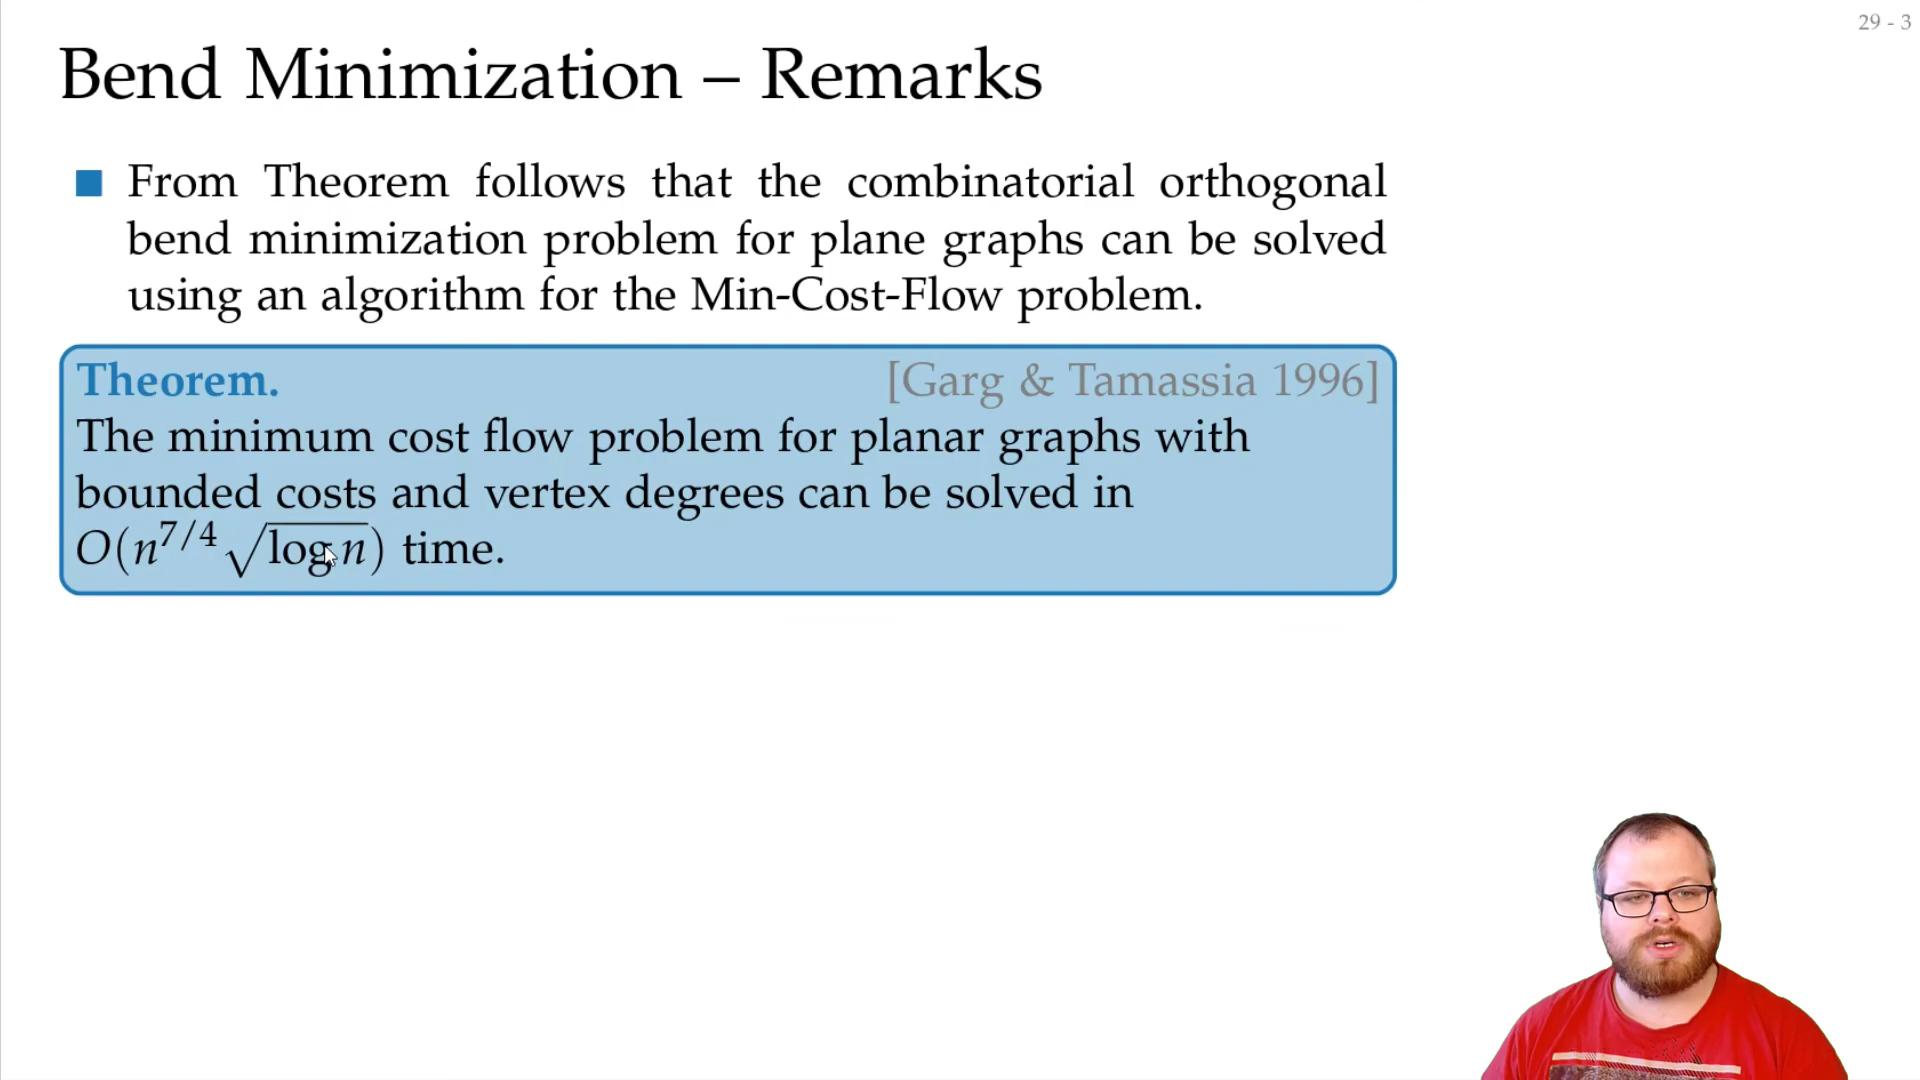 29 - 3
Bend Minimization – Remarks
From Theorem follows that the combinatorial orthogonal
bend minimization problem for plane graphs can be solved
using an algorithm for the Min-Cost-Flow problem.
Theorem. [Garg & Tamassia 1996]
The minimum cost flow problem for planar graphs with
bounded costs and vertex degrees can be solved in
O(n^{7/4}√log n) time.